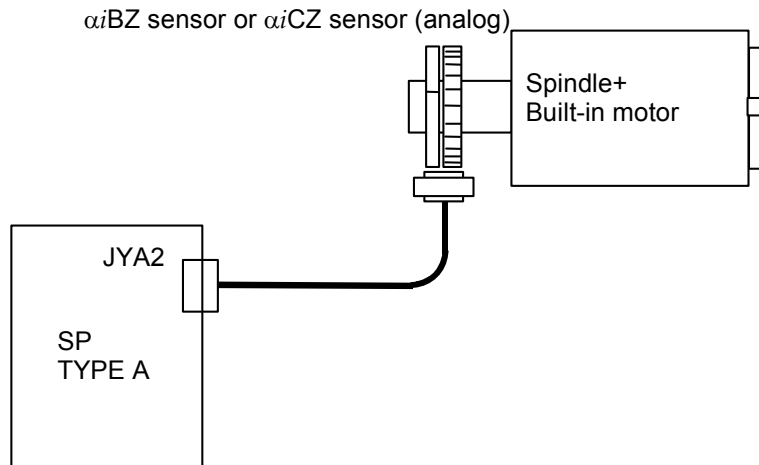 αiBZ sensor or αiCZ sensor (analog)
Spindle+
Built-in motor
JYA2
SP
TYPE A